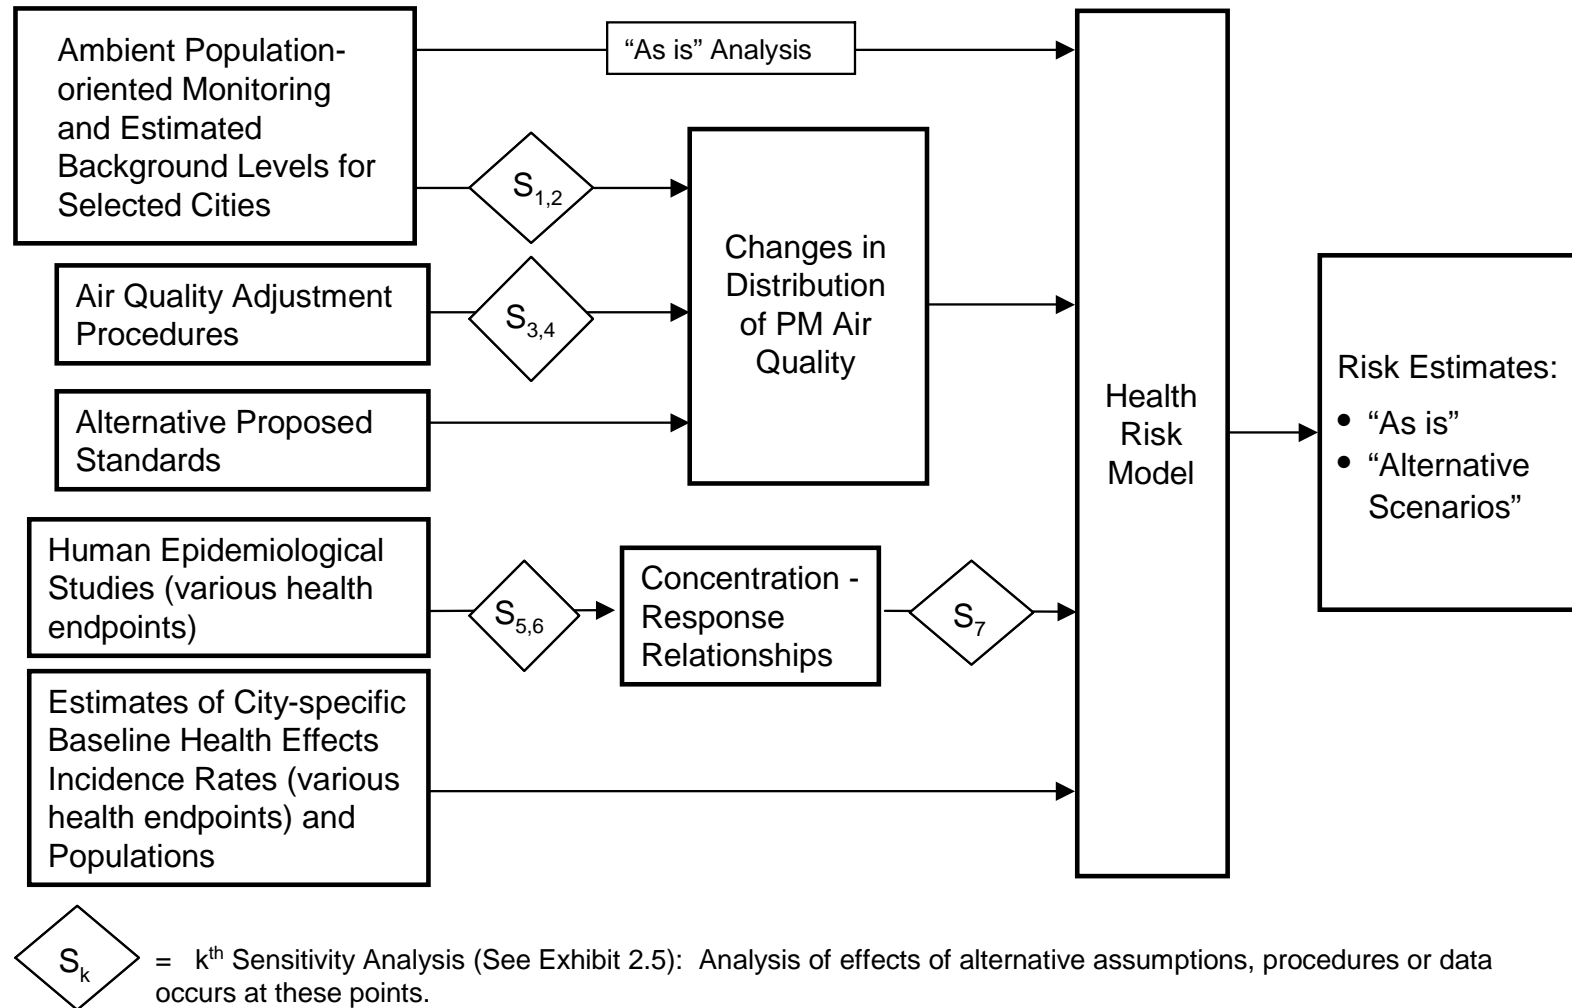 Ambient Population-
oriented Monitoring
and Estimated
Background Levels for
Selected Cities
“As is” Analysis
S1,2
Air Quality Adjustment
Procedures
S3,4
Alternative Proposed
Standards
Changes in
Distribution
of PM Air
Quality
Human Epidemiological
Studies (various health
endpoints)
S5,6
Concentration -
Response
Relationships
S7
Estimates of City-specific
Baseline Health Effects
Incidence Rates (various
health endpoints) and
Populations
Health
Risk
Model
Risk Estimates:
• “As is”
• “Alternative
Scenarios”
Sk
= kth Sensitivity Analysis (See Exhibit 2.5): Analysis of effects of alternative assumptions, procedures or data
occurs at these points.